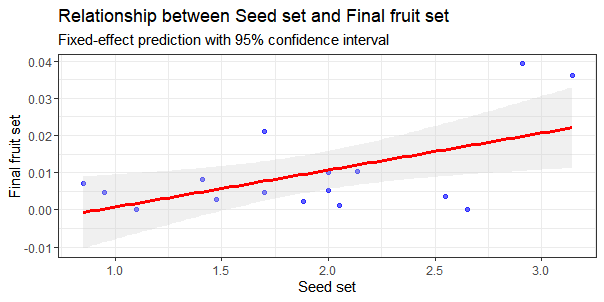 Relationship between Seed set and Final fruit set
Fixed-effect prediction with 95% confidence interval
Final fruit set
0.04
0.03
0.02
0.01
0.00
-0.01
1.0 1.5 2.0 2.5 3.0
Seed set